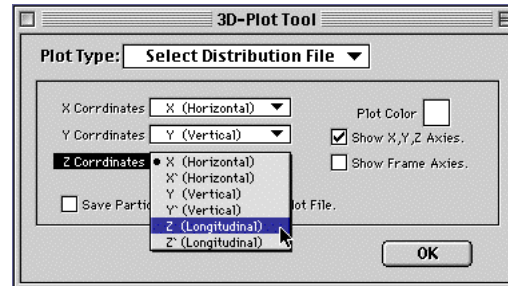 3D-Plot Tool
Plot Type: Select Distribution File
X Corrdinates X (Horizontal) Plot Color
Y Corrdinates Y (Vertical) Show X,Y,Z Axies.
Z Corrdinates X (Horizontal) Show Frame Axies.
X` (Horizontal)
Y (Vertical)
Y` (Vertical)
Save Partic lot File.
Z (Longitudinal)
Z` (Longitudinal)
OK